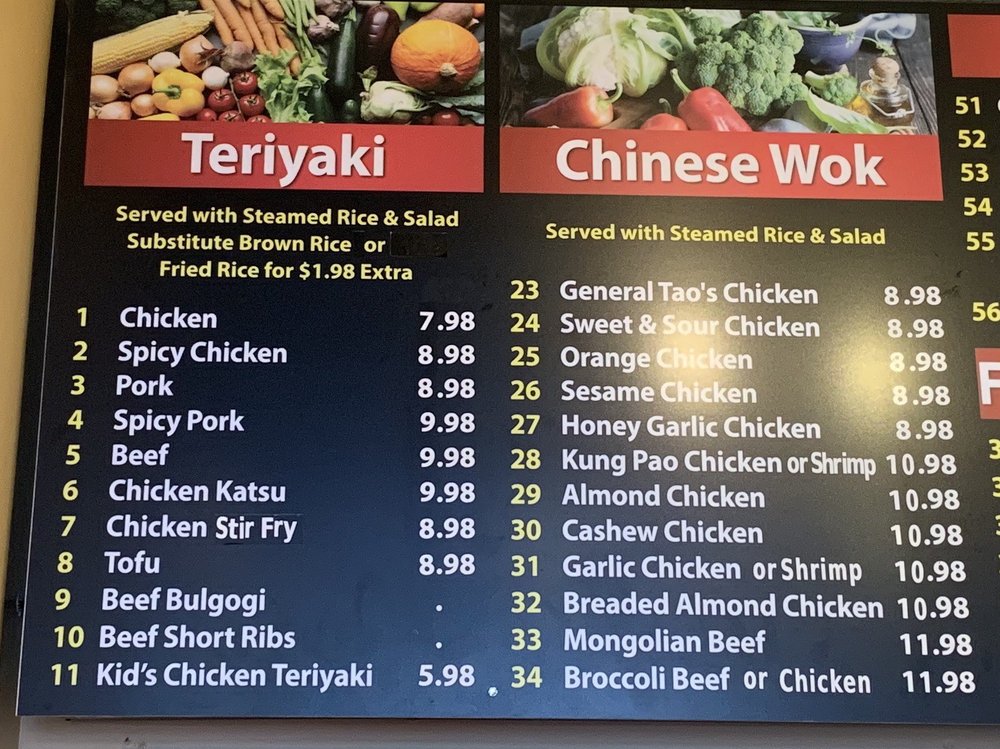 Teriyaki
Served with Steamed Rice & Salad
Substitute Brown Rice or
Fried Rice for $1.98 Extra
1 Chicken 7.98
2 Spicy Chicken 8.98
3 Pork 8.98
4 Spicy Pork 9.98
5 Beef 9.98
6 Chicken Katsu 9.98
7 Chicken Stir Fry 8.98
8 Tofu 8.98
9 Beef Bulgogi .
10 Beef Short Ribs .
11 Kid's Chicken Teriyaki 5.98
Chinese Wok
Served with Steamed Rice & Salad
23 General Tao's Chicken 8.98
24 Sweet & Sour Chicken 8.98
25 Orange Chicken 8.98
26 Sesame Chicken 8.98
27 Honey Garlic Chicken 8.98
28 Kung Pao Chicken or Shrimp 10.98
29 Almond Chicken 10.98
30 Cashew Chicken 10.98
31 Garlic Chicken or Shrimp 10.98
32 Breaded Almond Chicken 10.98
33 Mongolian Beef 11.98
34 Broccoli Beef or Chicken 11.98
51
52
53
54
55
56
F